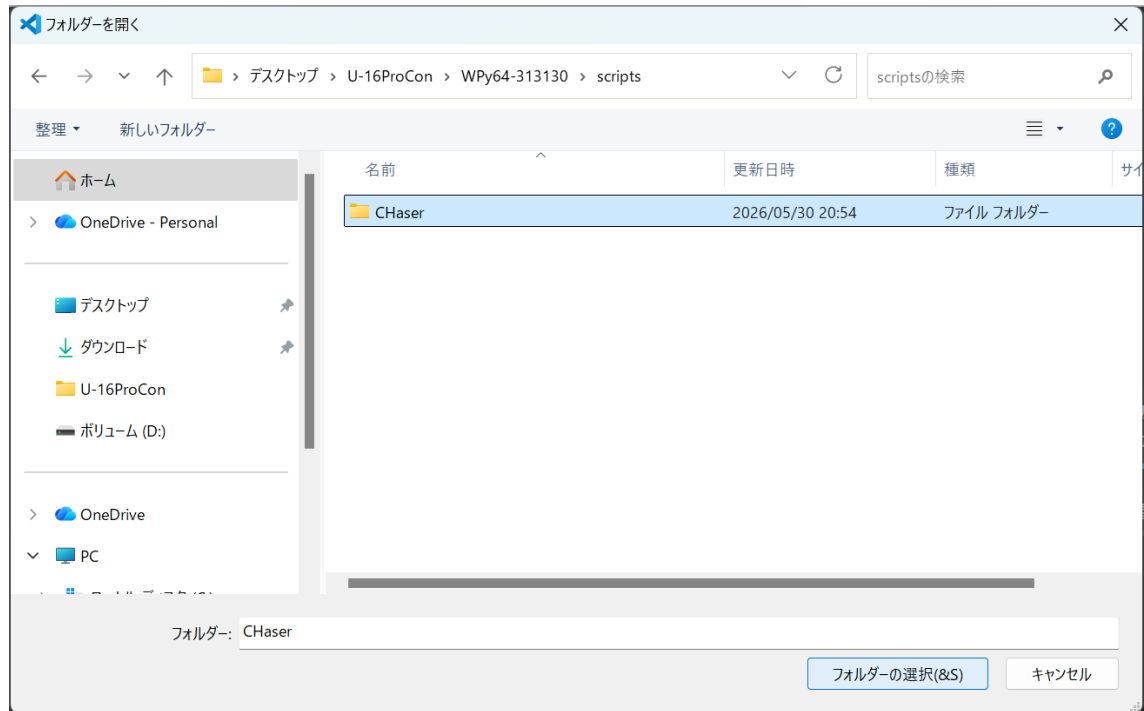 フォルダーを開く
デスクトップ › U-16ProCon › WPy64-313130 › scripts
scriptsの検索
整理
新しいフォルダー
名前
更新日時
種類
ホーム
CHaser
2026/05/30 20:54
ファイル フォルダー
OneDrive - Personal
デスクトップ
ダウンロード
U-16ProCon
ボリューム (D:)
OneDrive
PC
フォルダー:
CHaser
フォルダーの選択(&S)
キャンセル